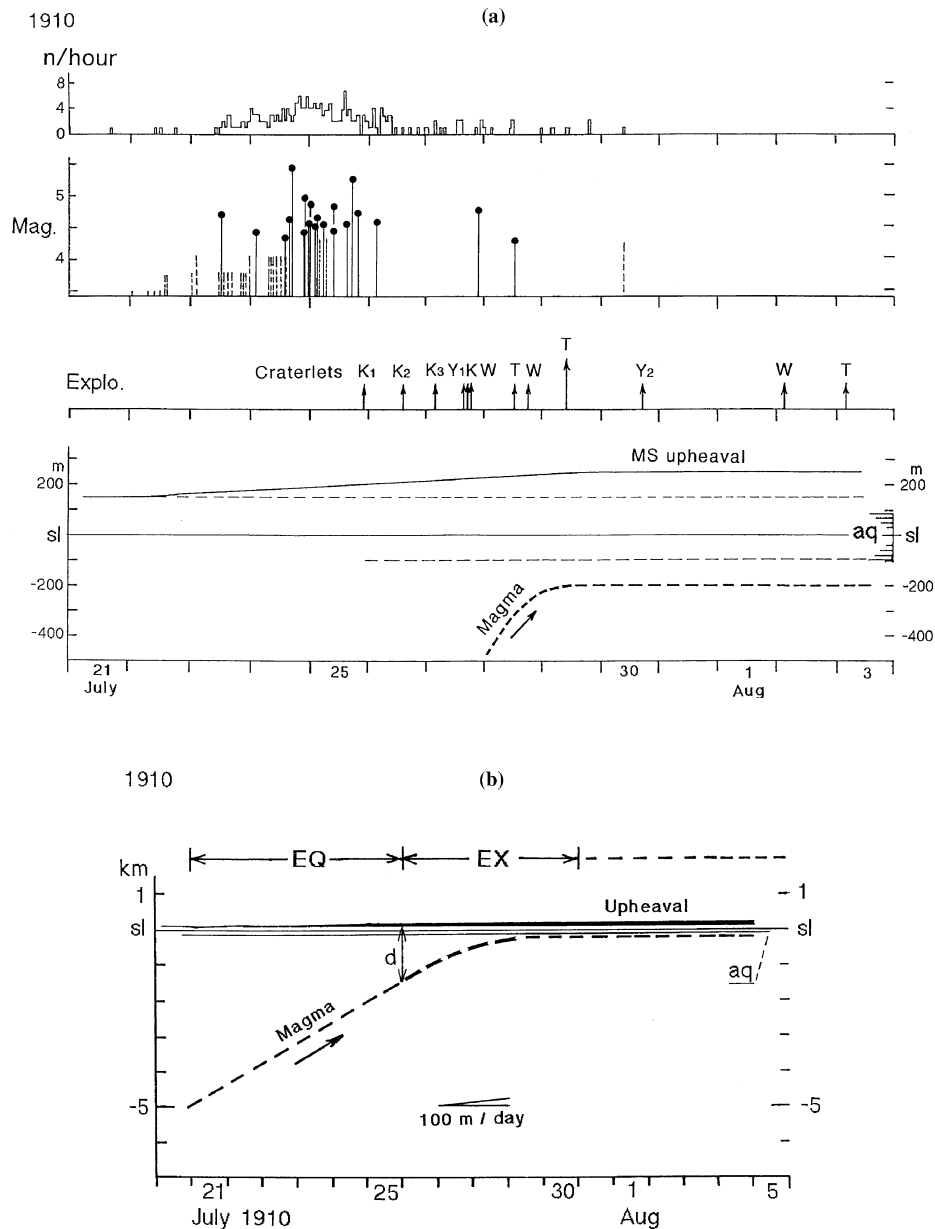 1910
(a)
n/hour
8
4
0
5
Mag.
4
Explo.
Craterlets K1 K2 K3 Y1 K W T W T Y2 W T
m
200
sl
-200
-400
MS upheaval
Magma
m
200
aq sl
-200
-400
21 25 30 1 3
July Aug
1910
(b)
EQ EX
km
1
sl
-5
Upheaval
d
aq
Magma
100 m / day
1
sl
-5
21 25 30 1 5
July 1910 Aug